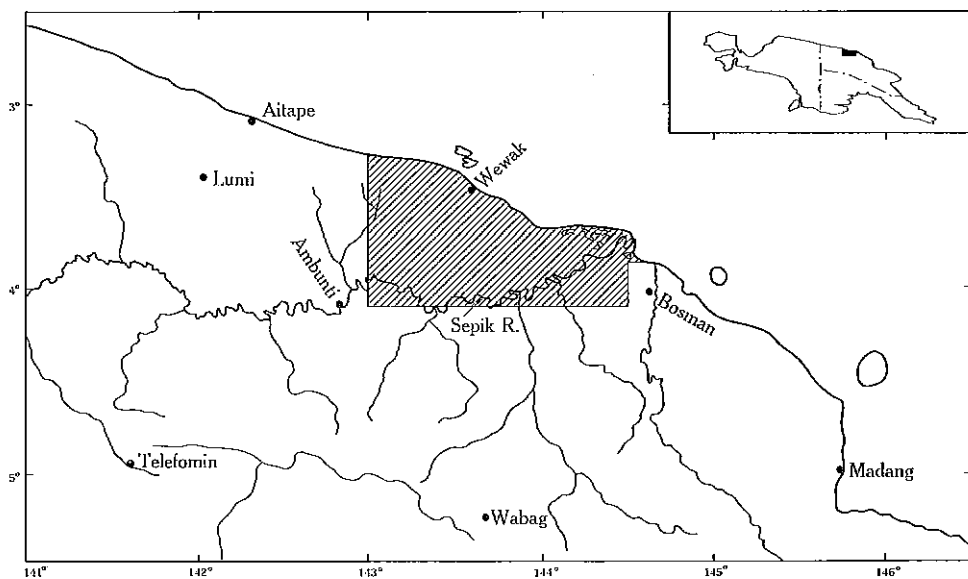 3°
Aitape
Lumi
Wewak
Ambunti
4°
Sepik R.
Bosman
Telefomin
5°
Wabag
Madang
141°
142°
143°
144°
145°
146°